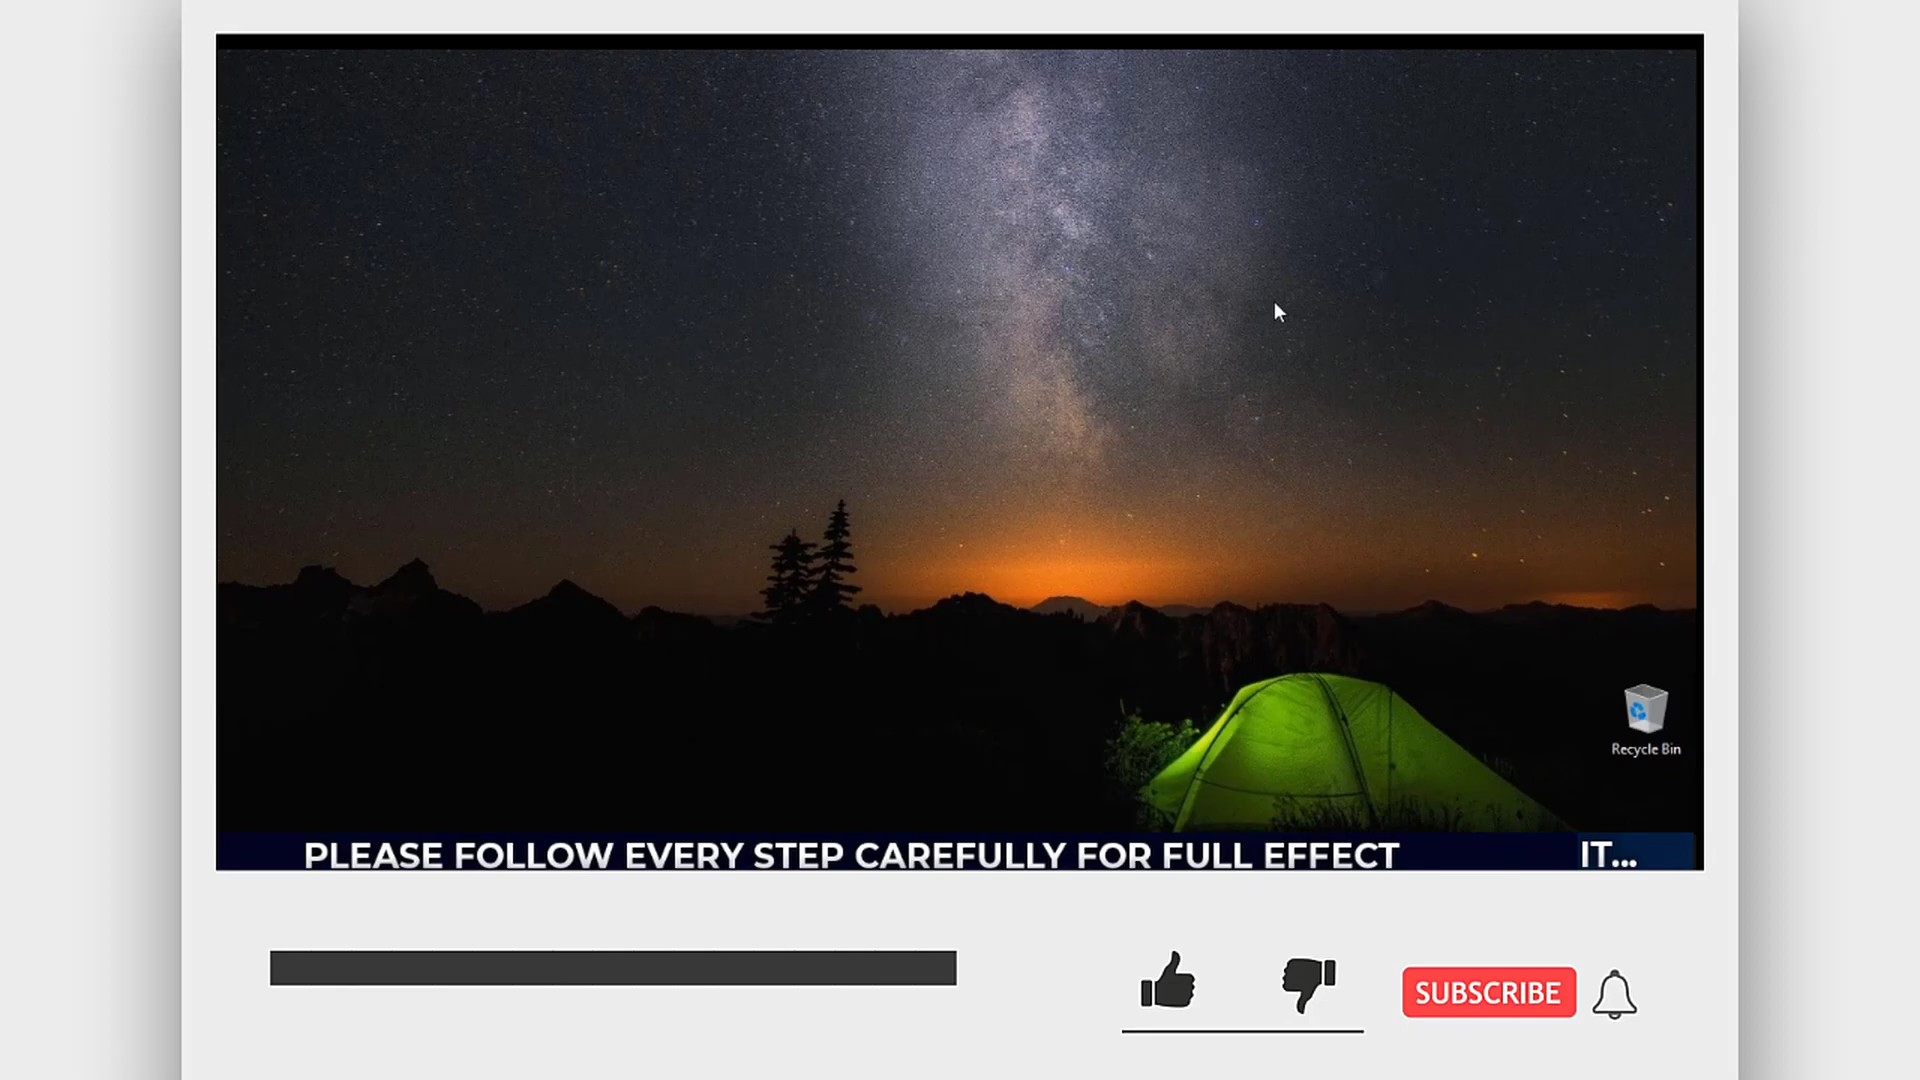 Recycle Bin
PLEASE FOLLOW EVERY STEP CAREFULLY FOR FULL EFFECT
IT...
SUBSCRIBE